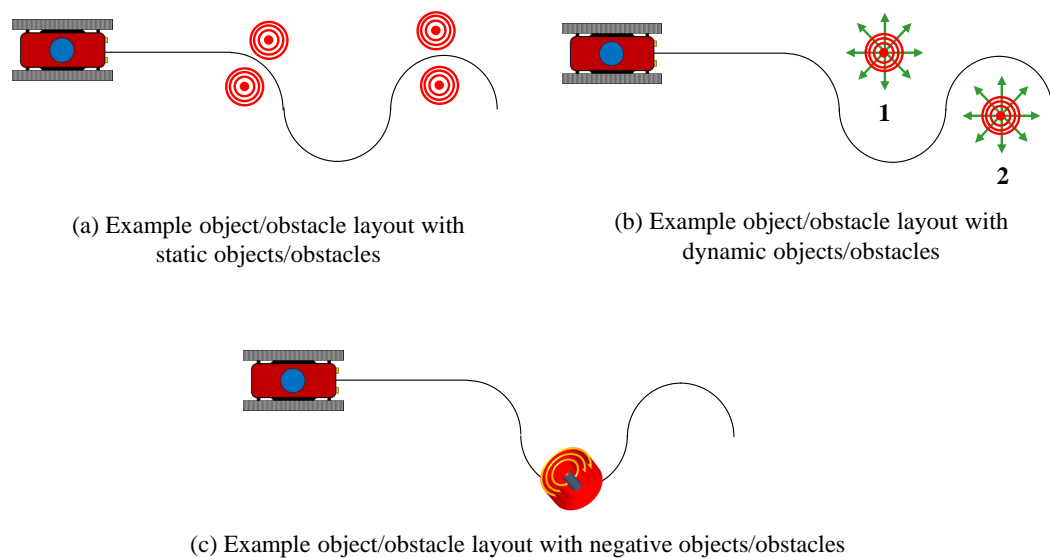 1
2
(a) Example object/obstacle layout with
static objects/obstacles
(b) Example object/obstacle layout with
dynamic objects/obstacles
(c) Example object/obstacle layout with negative objects/obstacles